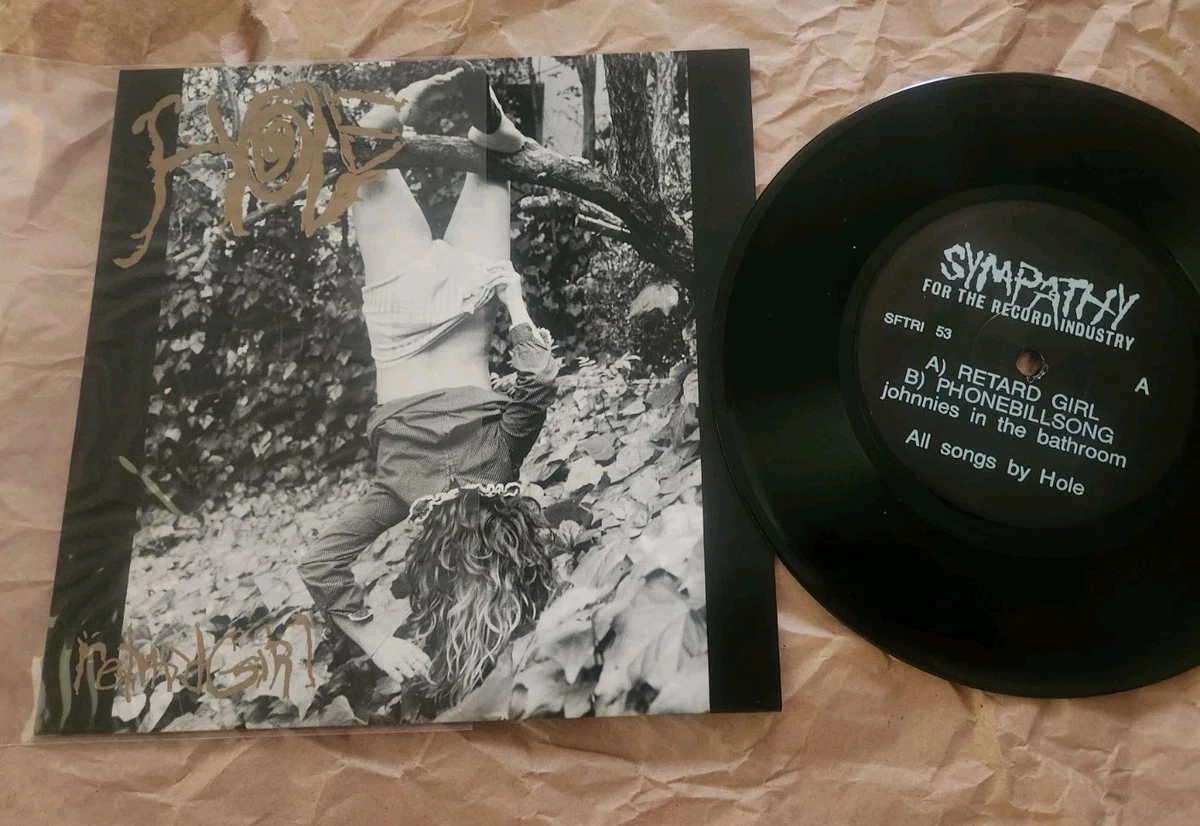 HOLE
retard GiRl
SYMPATHY
FOR THE RECORD INDUSTRY
SFTRI 53
A
A) RETARD GIRL
B) PHONEBILLSONG
johnnies in the bathroom
All songs by Hole